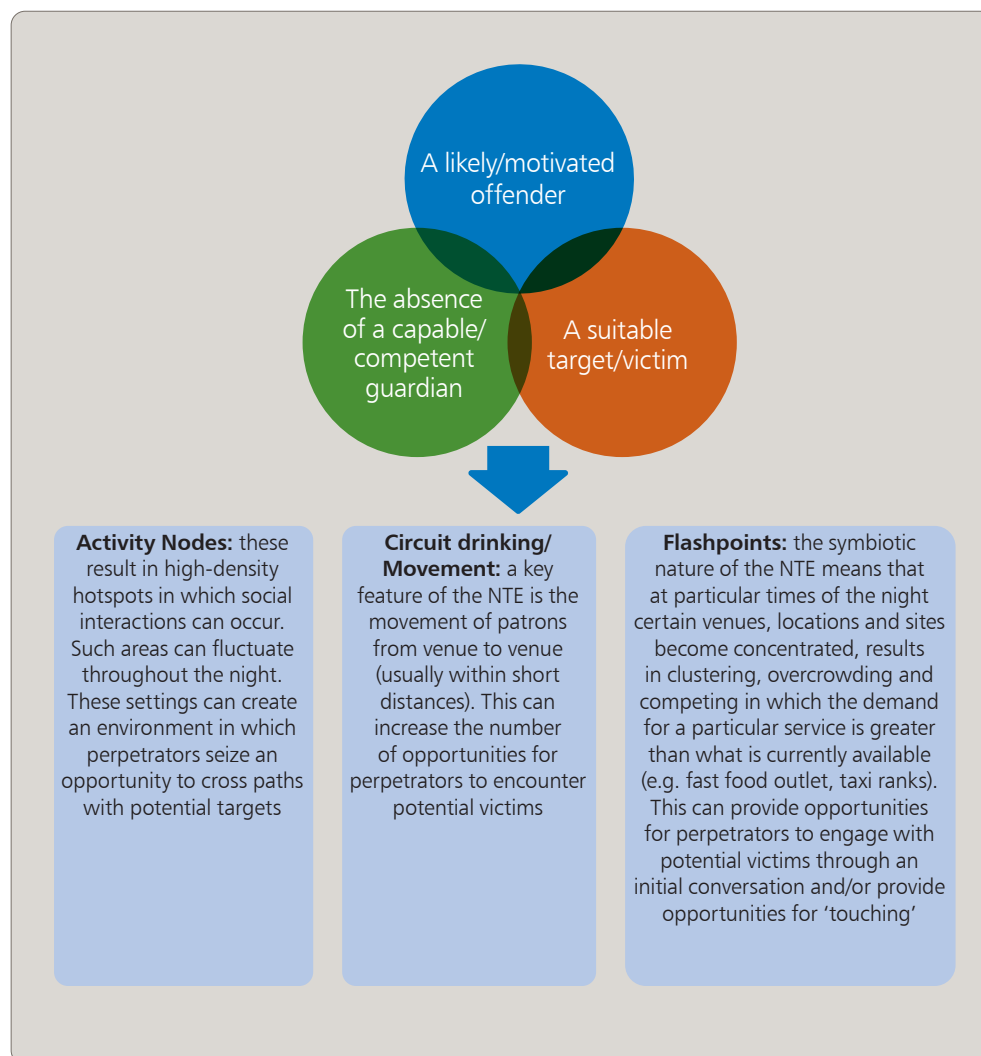 A likely/motivated
offender
The absence
of a capable/
competent
guardian
A suitable
target/victim
Activity Nodes: these
result in high-density
hotspots in which social
interactions can occur.
Such areas can fluctuate
throughout the night.
These settings can create
an environment in which
perpetrators seize an
opportunity to cross paths
with potential targets
Circuit drinking/
Movement: a key
feature of the NTE is the
movement of patrons
from venue to venue
(usually within short
distances). This can
increase the number
of opportunities for
perpetrators to encounter
potential victims
Flashpoints: the symbiotic
nature of the NTE means that
at particular times of the night
certain venues, locations and sites
become concentrated, results
in clustering, overcrowding and
competing in which the demand
for a particular service is greater
than what is currently available
(e.g. fast food outlet, taxi ranks).
This can provide opportunities
for perpetrators to engage with
potential victims through an
initial conversation and/or provide
opportunities for ‘touching’